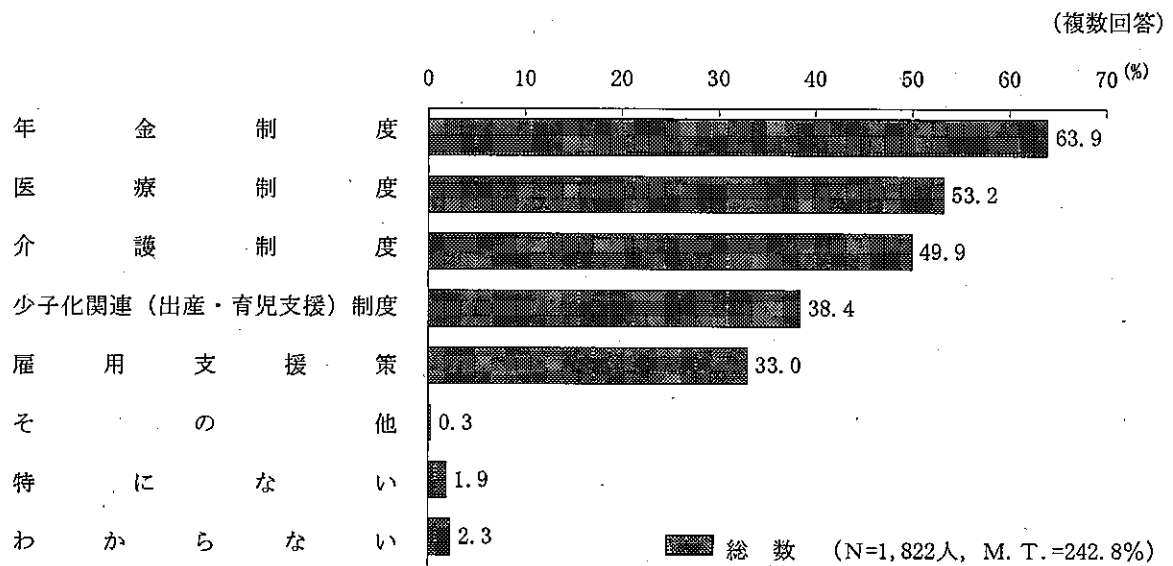 (複数回答)
0 10 20 30 40 50 60 70 (%)
年金制度 63.9
医療制度 53.2
介護制度 49.9
少子化関連(出産・育児支援)制度 38.4
雇用支援策 33.0
その他 0.3
特にない 1.9
わからない 2.3
総数 (N=1,822人, M.T.=242.8%)